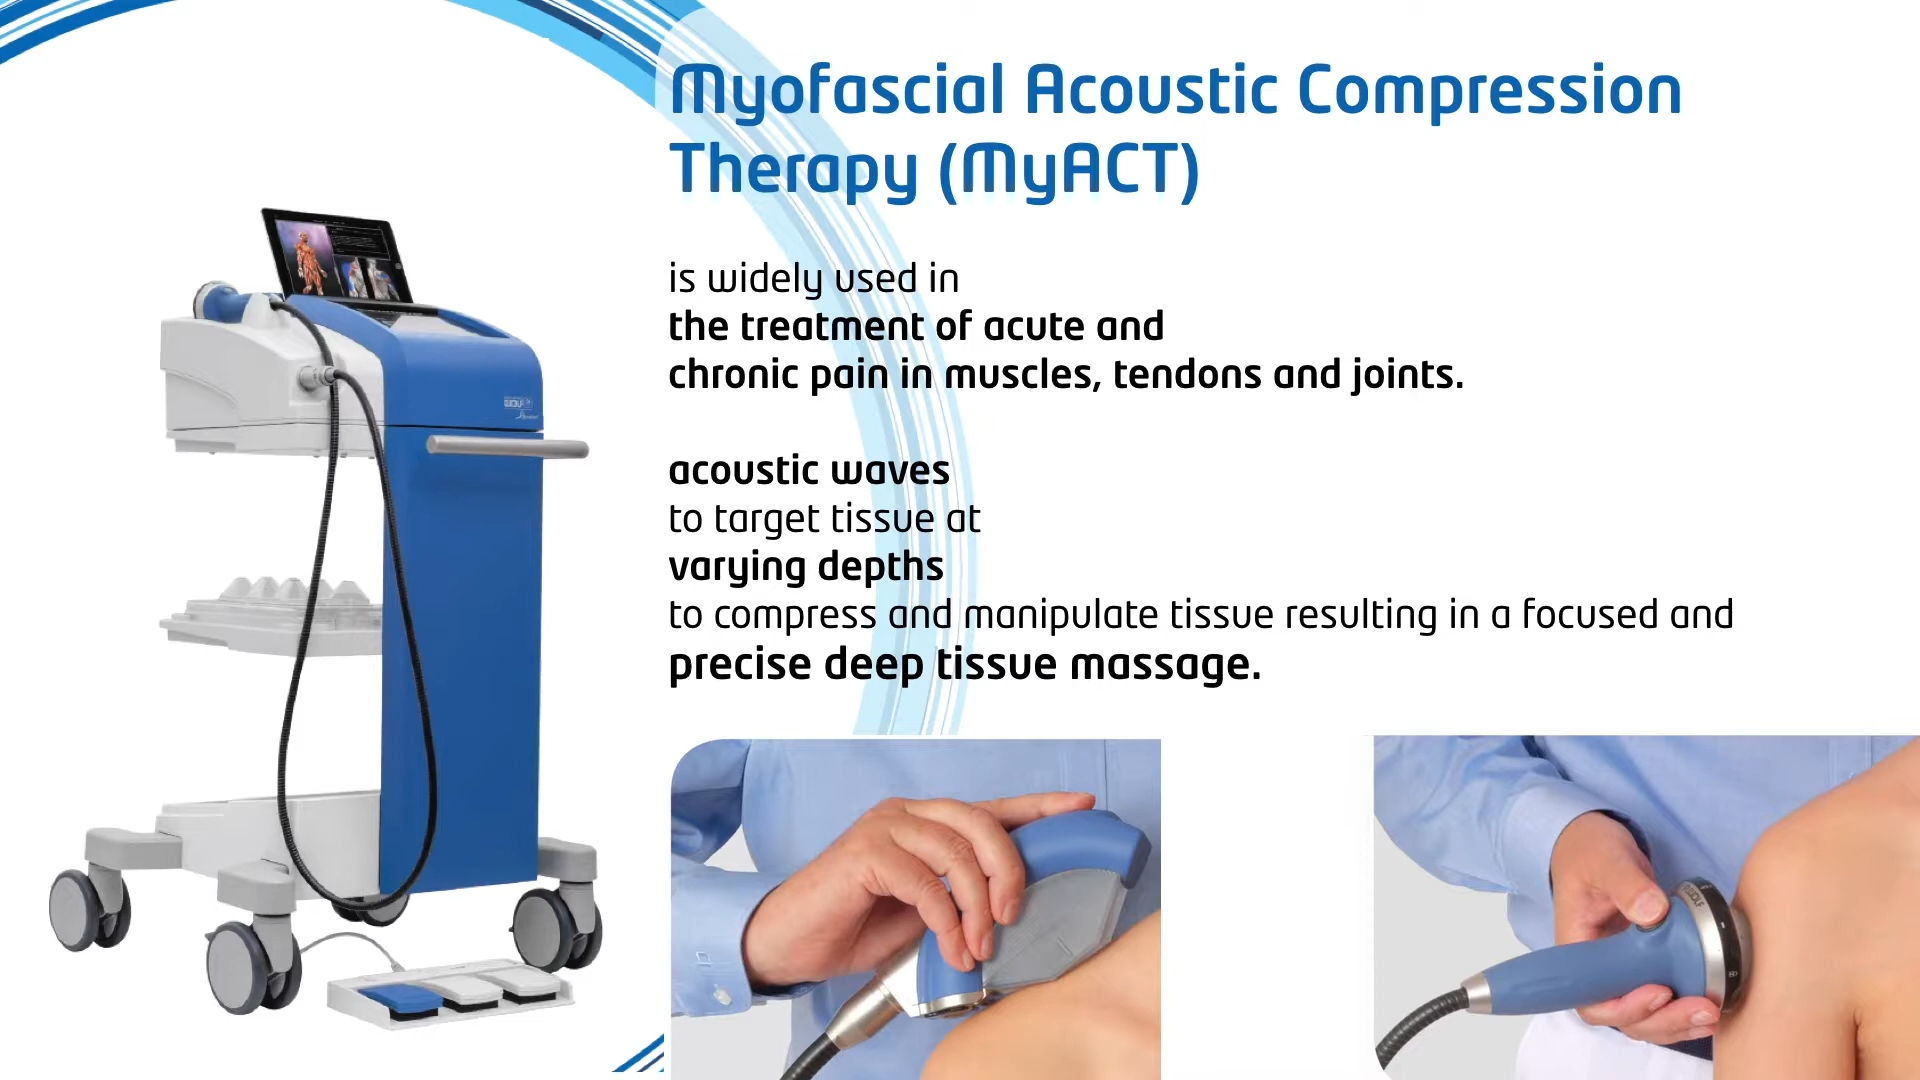 Myofascial Acoustic Compression
Therapy (MyACT)
is widely used in
the treatment of acute and
chronic pain in muscles, tendons and joints.
acoustic waves
to target tissue at
varying depths
to compress and manipulate tissue resulting in a focused and
precise deep tissue massage.
WOLF